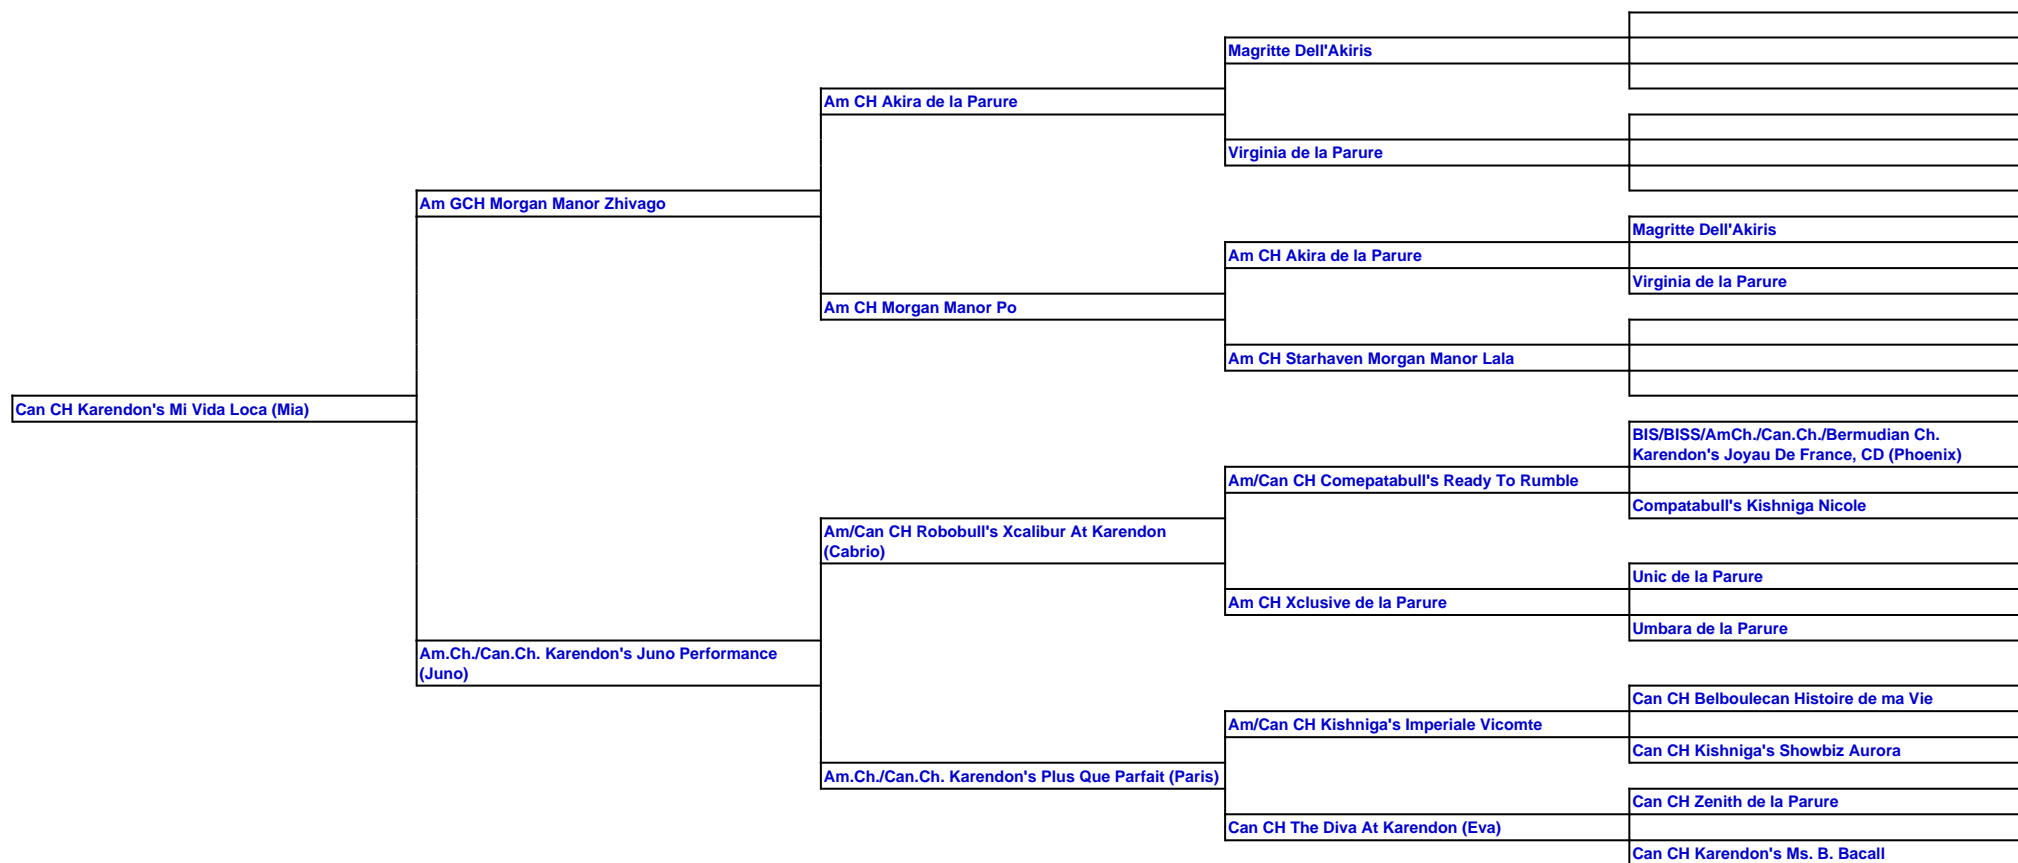 Magritte Dell'Akiris
Am CH Akira de la Parure
Virginia de la Parure
Am GCH Morgan Manor Zhivago
Magritte Dell'Akiris
Am CH Akira de la Parure
Virginia de la Parure
Am CH Morgan Manor Po
Am CH Starhaven Morgan Manor Lala
Can CH Karendon's Mi Vida Loca (Mia)
BIS/BISS/AmCh./Can.Ch./Bermudian Ch.
Karendon's Joyau De France, CD (Phoenix)
Am/Can CH Comepatabull's Ready To Rumble
Compatabull's Kishniga Nicole
Am/Can CH Robobull's Xcalibur At Karendon
(Cabrio)
Unic de la Parure
Am CH Xclusive de la Parure
Umbara de la Parure
Am.Ch./Can.Ch. Karendon's Juno Performance
(Juno)
Can CH Belboulecan Histoire de ma Vie
Am/Can CH Kishniga's Imperiale Vicomte
Can CH Kishniga's Showbiz Aurora
Am.Ch./Can.Ch. Karendon's Plus Que Parfait (Paris)
Can CH Zenith de la Parure
Can CH The Diva At Karendon (Eva)
Can CH Karendon's Ms. B. Bacall